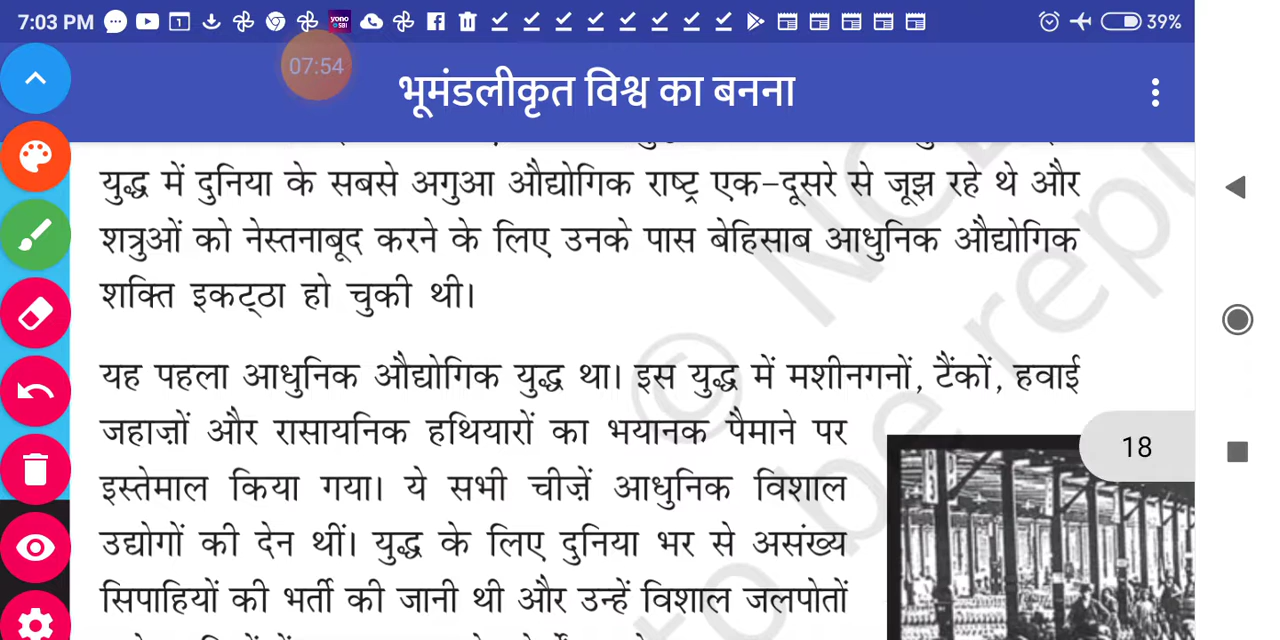 7:03 PM
39%
07:54
भूमंडलीकृत विश्व का बनना
युद्ध में दुनिया के सबसे अगुआ औद्योगिक राष्ट्र एक-दूसरे से जूझ रहे थे और
शत्रुओं को नेस्तनाबूद करने के लिए उनके पास बेहिसाब आधुनिक औद्योगिक
शक्ति इकट्ठा हो चुकी थी।
यह पहला आधुनिक औद्योगिक युद्ध था। इस युद्ध में मशीनगनों, टैंकों, हवाई
जहाज़ों और रासायनिक हथियारों का भयानक पैमाने पर
18
इस्तेमाल किया गया। ये सभी चीज़ें आधुनिक विशाल
उद्योगों की देन थीं। युद्ध के लिए दुनिया भर से असंख्य
सिपाहियों की भर्ती की जानी थी और उन्हें विशाल जलपोतों